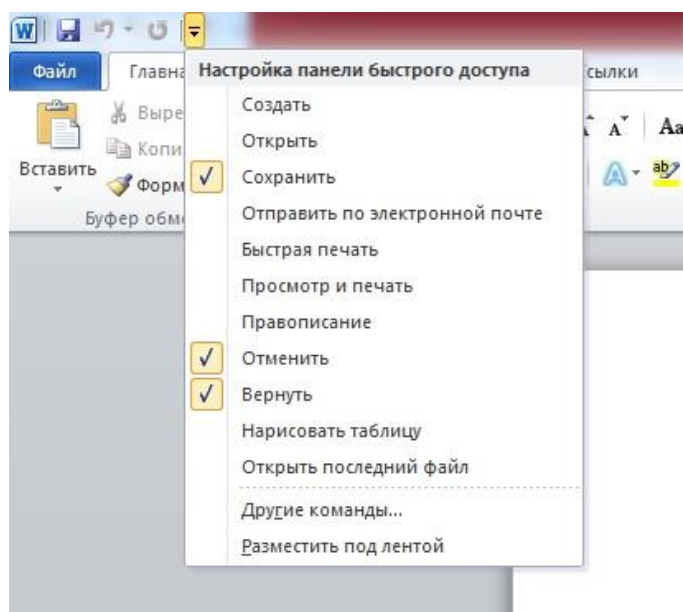 W
Файл Главна сылки
Настройка панели быстрого доступа
Создать
Открыть
Сохранить
Отправить по электронной почте
Быстрая печать
Просмотр и печать
Правописание
Отменить
Вернуть
Нарисовать таблицу
Открыть последний файл
Другие команды...
Разместить под лентой
Выре
Копи
Форм
Вставить
Буфер обм
A Aa
A ab